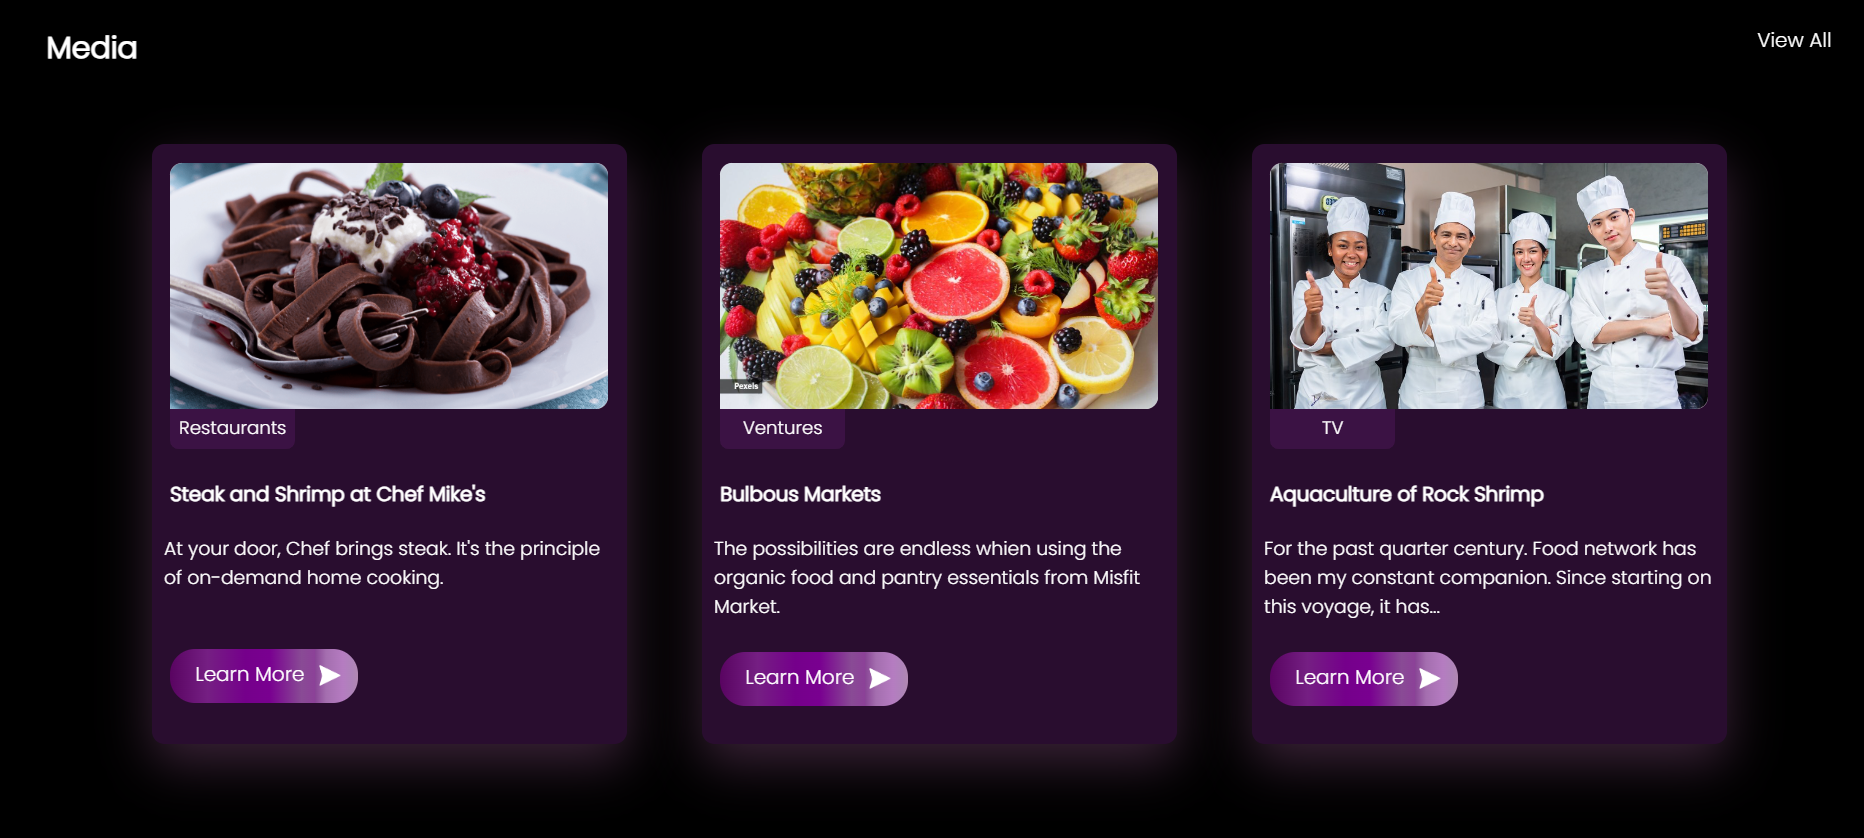 Media
View All
Pexels
Restaurants
Ventures
TV
Steak and Shrimp at Chef Mike's
At your door, Chef brings steak. It's the principle
of on-demand home cooking.
Learn More
Bulbous Markets
The possibilities are endless whien using the
organic food and pantry essentials from Misfit
Market.
Learn More
Aquaculture of Rock Shrimp
For the past quarter century. Food network has
been my constant companion. Since starting on
this voyage, it has...
Learn More